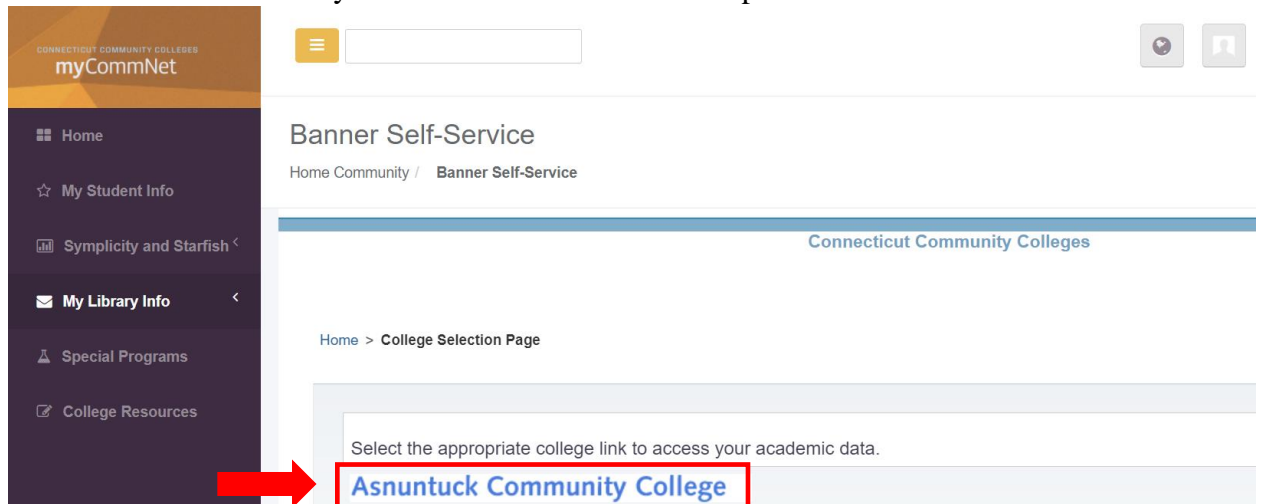 CONNECTICUT COMMUNITY COLLEGES
myCommNet
Home
My Student Info
Symplicity and Starfish
My Library Info
Special Programs
College Resources
Banner Self-Service
Home Community / Banner Self-Service
Connecticut Community Colleges
Home > College Selection Page
Select the appropriate college link to access your academic data.
Asnuntuck Community College